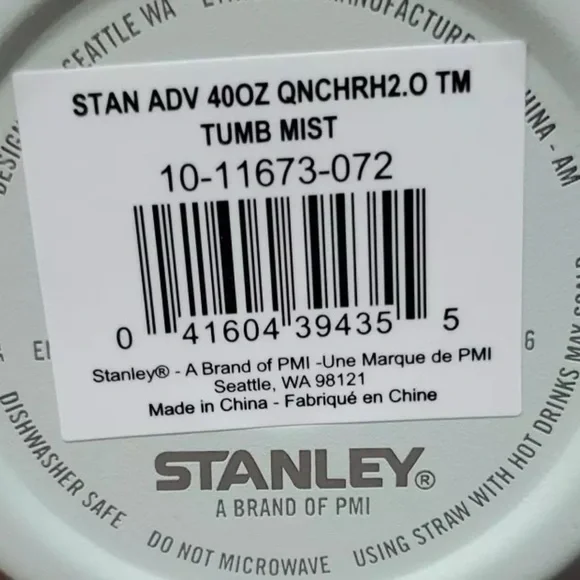 STAN ADV 40OZ QNCHRH2.O TM
TUMB MIST
10-11673-072
0 41604 39435 5
Stanley® - A Brand of PMI -Une Marque de PMI
Seattle, WA 98121
Made in China - Fabriqué en Chine
SEATTLE WA
STANLEY®
A BRAND OF PMI
DISHWASHER SAFE
DO NOT MICROWAVE
USING STRAW WITH HOT DRINKS MAY SCALD